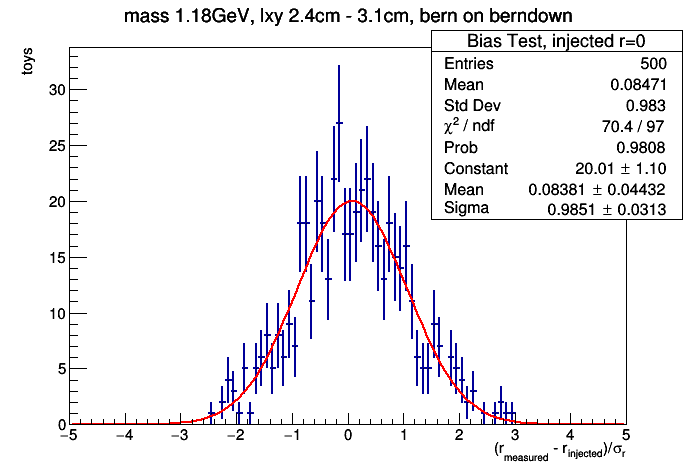 mass 1.18GeV, lxy 2.4cm - 3.1cm, bern on berndown
Bias Test, injected r=0
Entries 500
Mean 0.08471
Std Dev 0.983
χ² / ndf 70.4 / 97
Prob 0.9808
Constant 20.01 ± 1.10
Mean 0.08381 ± 0.04432
Sigma 0.9851 ± 0.0313
toys
30
25
20
15
10
5
0
−5 −4 −3 −2 −1 0 1 2 3 4 5
(r_measured - r_injected)/σ_r